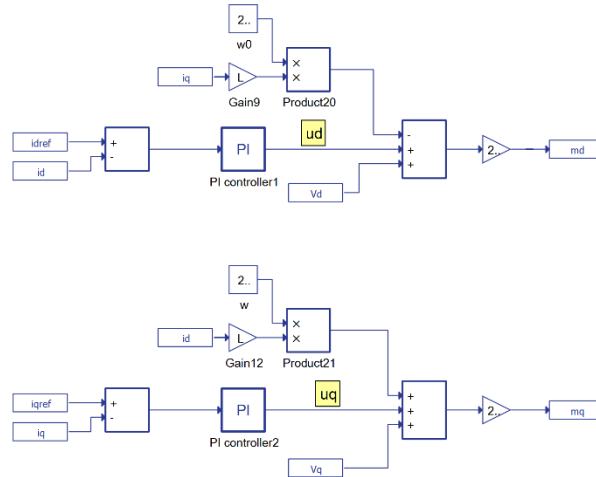 2..
w0
×
×
iq
L
Gain9
Product20
idref
id
+
-
PI
PI controller1
ud
-
+
+
Vd
2..
md
2..
w
×
×
id
L
Gain12
Product21
iqref
iq
+
-
PI
PI controller2
uq
+
+
+
Vq
2..
mq